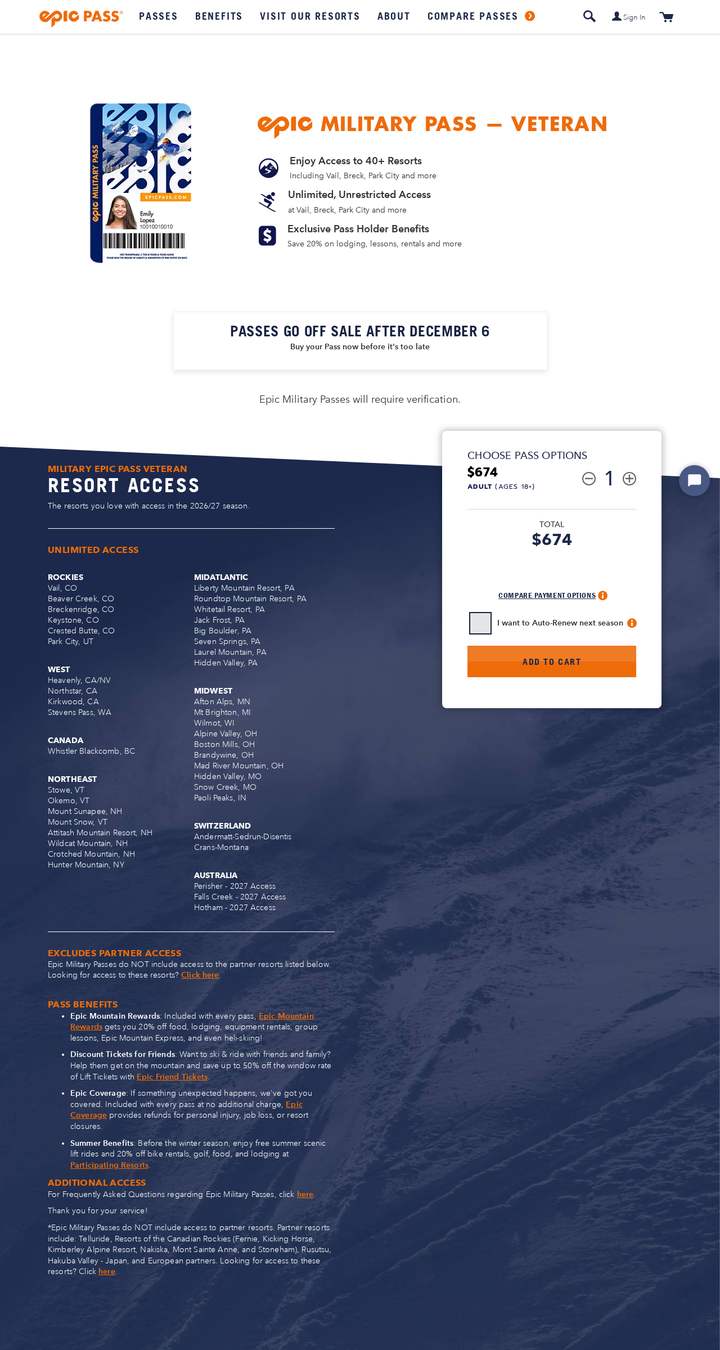 epic PASS
PASSES
BENEFITS
VISIT OUR RESORTS
ABOUT
COMPARE PASSES
Sign In
epic MILITARY PASS
epic
EPICPASS.COM
Emily
Lopez
10010010010
epic MILITARY PASS — VETERAN
Enjoy Access to 40+ Resorts
Including Vail, Breck, Park City and more
Unlimited, Unrestricted Access
at Vail, Breck, Park City and more
Exclusive Pass Holder Benefits
Save 20% on lodging, lessons, rentals and more
PASSES GO OFF SALE AFTER DECEMBER 6
Buy your Pass now before it's too late
Epic Military Passes will require verification.
CHOOSE PASS OPTIONS
$674
ADULT (AGES 18+)
1
TOTAL
$674
COMPARE PAYMENT OPTIONS
I want to Auto-Renew next season
ADD TO CART
MILITARY EPIC PASS VETERAN
RESORT ACCESS
The resorts you love with access in the 2026/27 season.
UNLIMITED ACCESS
ROCKIES
Vail, CO
Beaver Creek, CO
Breckenridge, CO
Keystone, CO
Crested Butte, CO
Park City, UT
WEST
Heavenly, CA/NV
Northstar, CA
Kirkwood, CA
Stevens Pass, WA
CANADA
Whistler Blackcomb, BC
NORTHEAST
Stowe, VT
Okemo, VT
Mount Sunapee, NH
Mount Snow, VT
Attitash Mountain Resort, NH
Wildcat Mountain, NH
Crotched Mountain, NH
Hunter Mountain, NY
MIDATLANTIC
Liberty Mountain Resort, PA
Roundtop Mountain Resort, PA
Whitetail Resort, PA
Jack Frost, PA
Big Boulder, PA
Seven Springs, PA
Laurel Mountain, PA
Hidden Valley, PA
MIDWEST
Afton Alps, MN
Mt Brighton, MI
Wilmot, WI
Alpine Valley, OH
Boston Mills, OH
Brandywine, OH
Mad River Mountain, OH
Hidden Valley, MO
Snow Creek, MO
Paoli Peaks, IN
SWITZERLAND
Andermatt-Sedrun-Disentis
Crans-Montana
AUSTRALIA
Perisher - 2027 Access
Falls Creek - 2027 Access
Hotham - 2027 Access
EXCLUDES PARTNER ACCESS
Epic Military Passes do NOT include access to the partner resorts listed below.
Looking for access to these resorts? Click here.
PASS BENEFITS
• Epic Mountain Rewards: Included with every pass, Epic Mountain
Rewards gets you 20% off food, lodging, equipment rentals, group
lessons, Epic Mountain Express, and even heli-skiing!
• Discount Tickets for Friends: Want to ski & ride with friends and family?
Help them get on the mountain and save up to 50% off the window rate
of Lift Tickets with Epic Friend Tickets.
• Epic Coverage: If something unexpected happens, we've got you
covered. Included with every pass at no additional charge, Epic
Coverage provides refunds for personal injury, job loss, or resort
closures.
• Summer Benefits: Before the winter season, enjoy free summer scenic
lift rides and 20% off bike rentals, golf, food, and lodging at
Participating Resorts.
ADDITIONAL ACCESS
For Frequently Asked Questions regarding Epic Military Passes, click here.
Thank you for your service!
*Epic Military Passes do NOT include access to partner resorts. Partner resorts
include: Telluride, Resorts of the Canadian Rockies (Fernie, Kicking Horse,
Kimberley Alpine Resort, Nakiska, Mont Sainte Anne, and Stoneham), Rusutsu,
Hakuba Valley - Japan, and European partners. Looking for access to these
resorts? Click here.